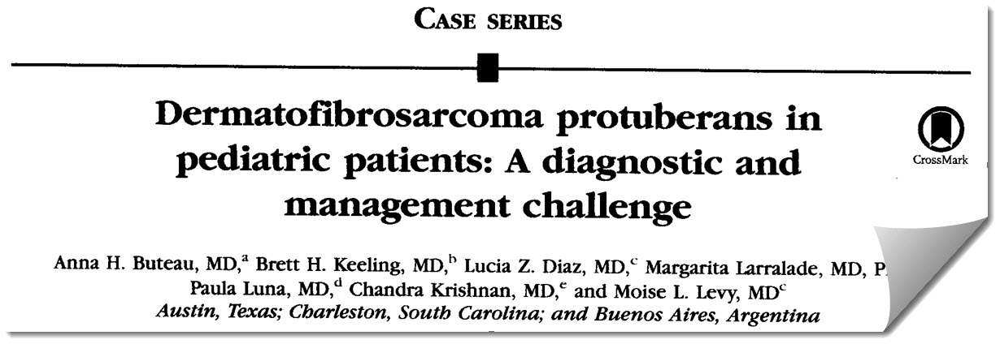 CASE SERIES
Dermatofibrosarcoma protuberans in
pediatric patients: A diagnostic and
management challenge
CrossMark
Anna H. Buteau, MD,ᵃ Brett H. Keeling, MD,ᵇ Lucia Z. Diaz, MD,ᶜ Margarita Larralade, MD,
Paula Luna, MD,ᵈ Chandra Krishnan, MD,ᵉ and Moise L. Levy, MDᶜ
Austin, Texas; Charleston, South Carolina; and Buenos Aires, Argentina